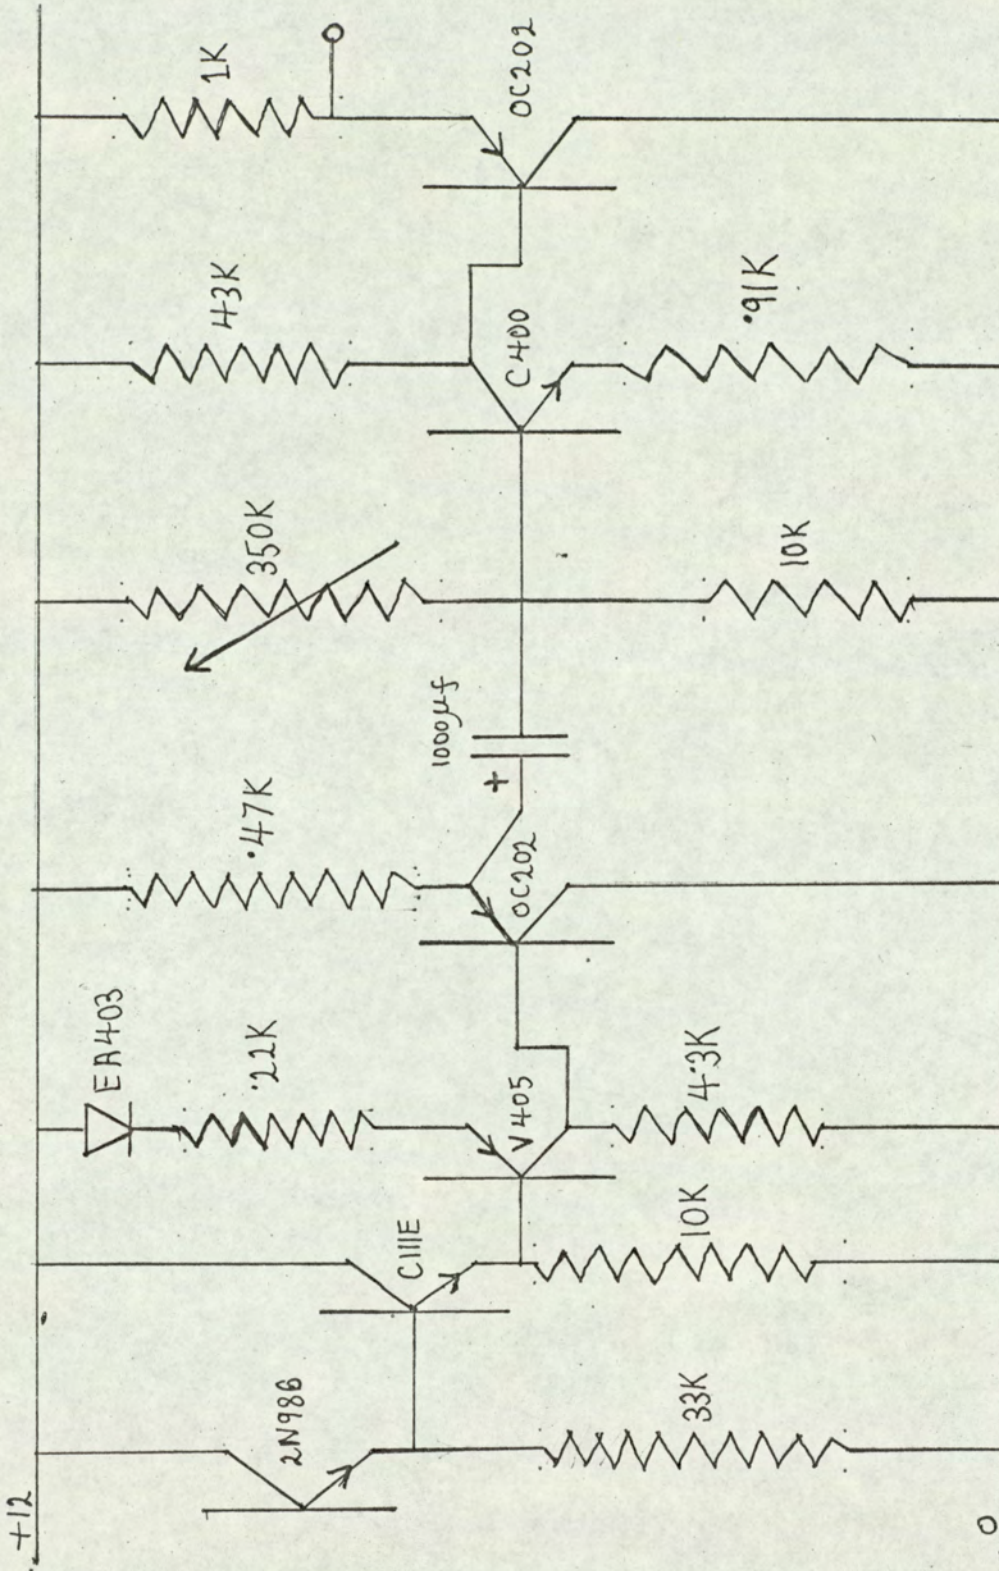 +12
1K
OC202
43K
C400
.91K
350K
10K
1000µf
+
.47K
OC202
EA403
.22K
V405
4.3K
C111E
10K
2N986
33K
0